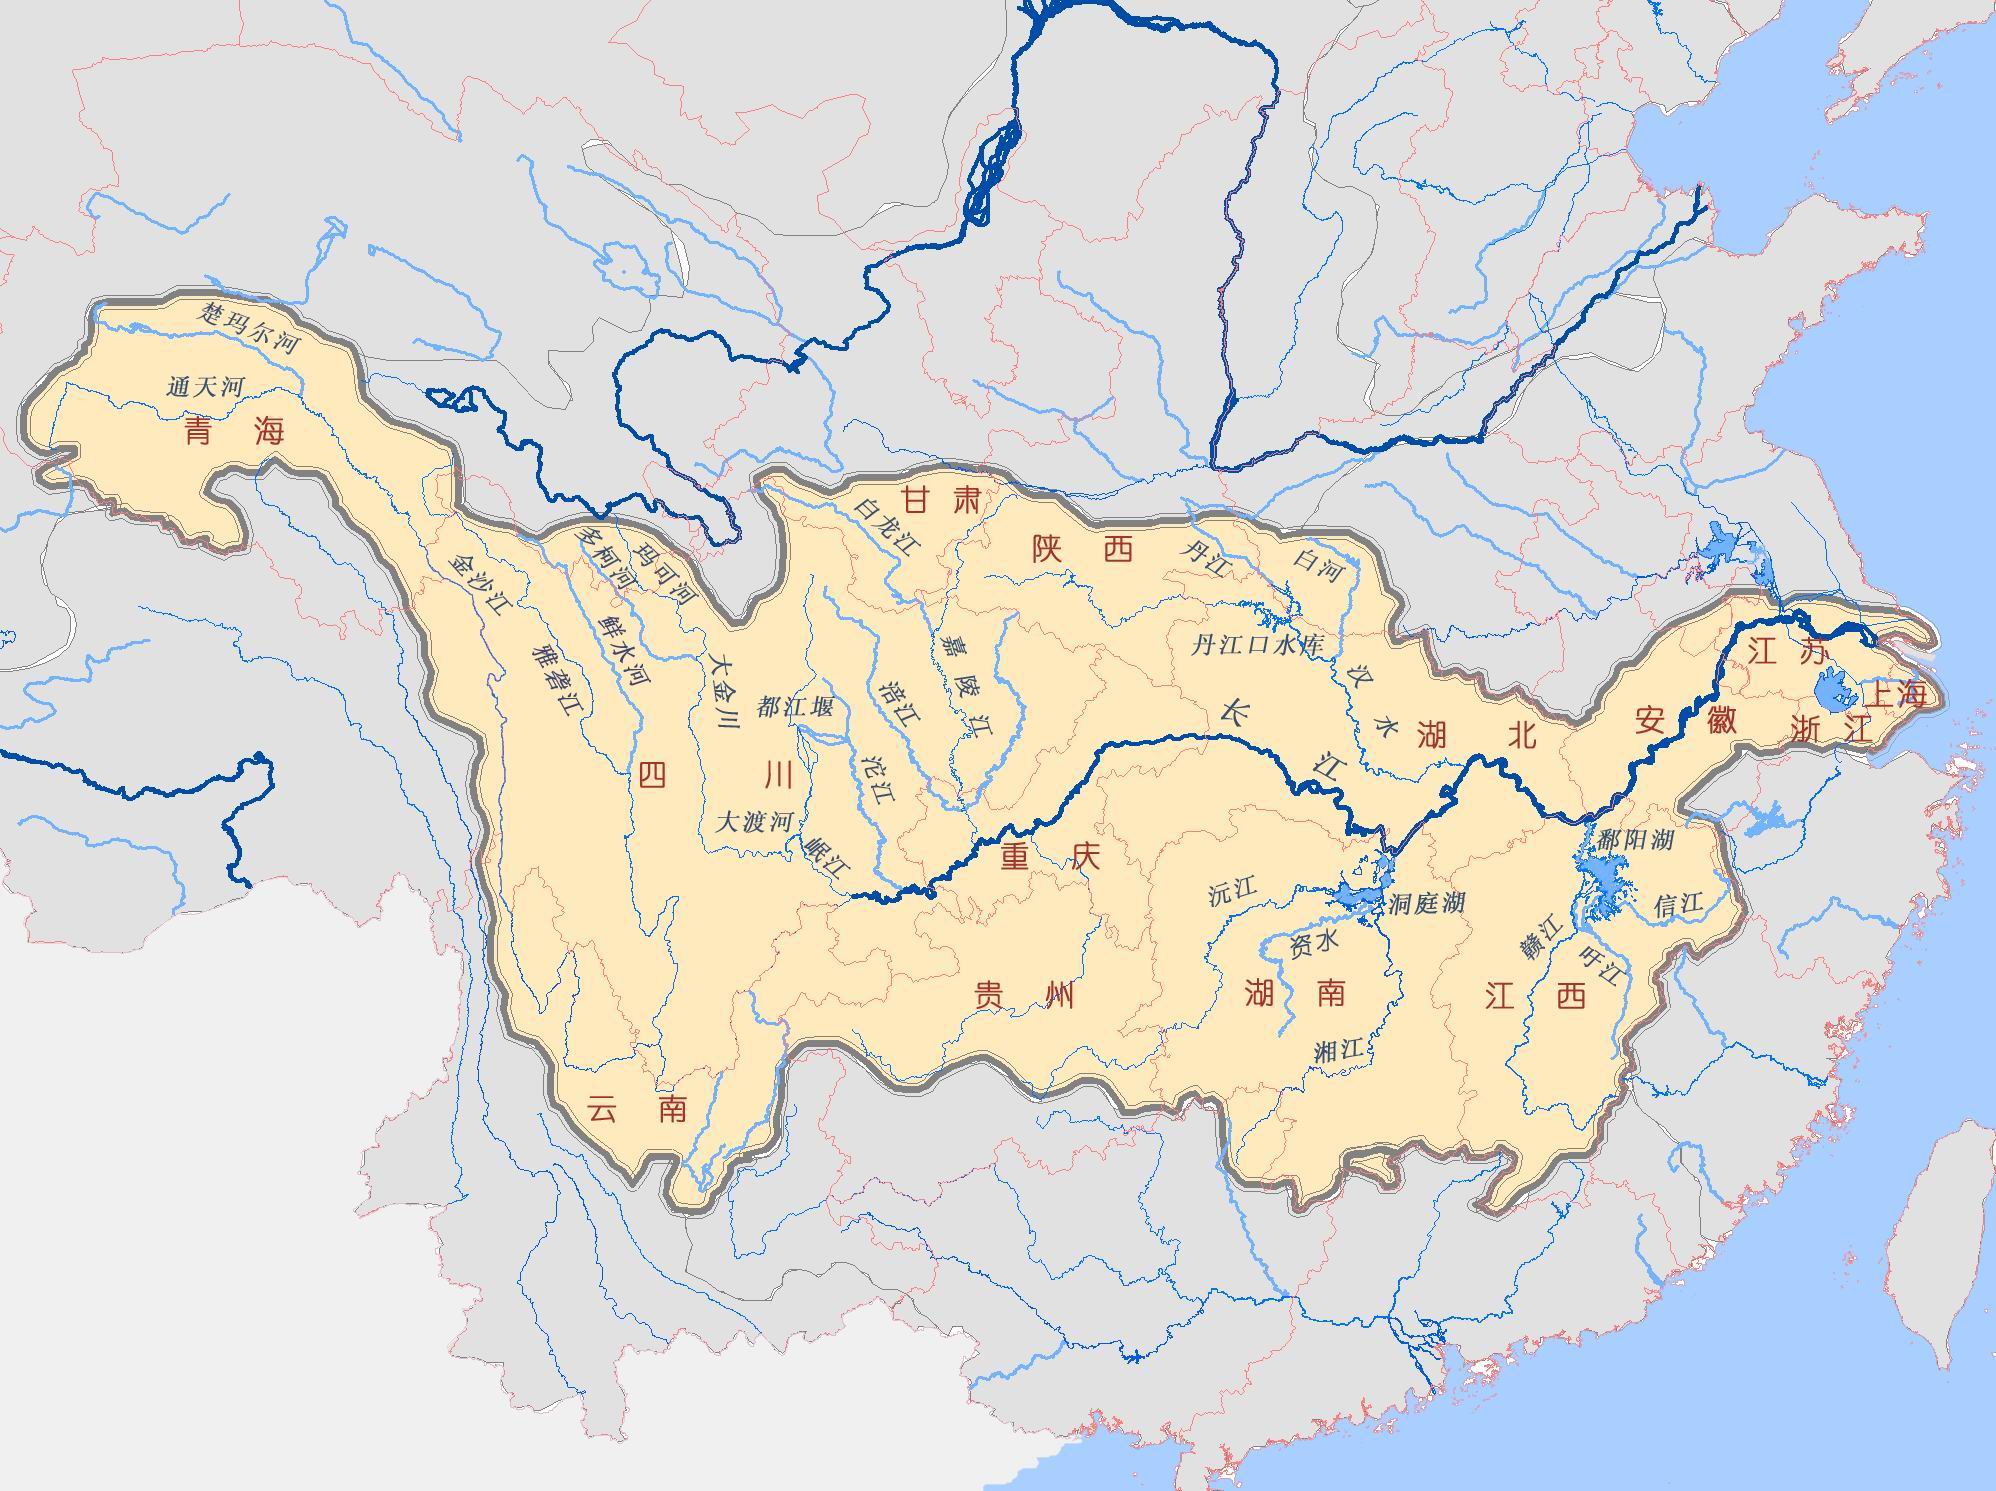 楚玛尔河
通天河
青 海
甘 肃
白龙江
陕 西
丹江
白河
多柯河
玛可河
金沙江
鲜水河
雅砻江
大金川
嘉陵江
丹江口水库
汉水
江 苏
上海
都江堰
涪江
长江
湖 北
安 徽
浙 江
四 川
沱江
大渡河
岷江
重 庆
鄱阳湖
沅江
洞庭湖
信江
资水
赣江
吁江
贵 州
湖 南
江 西
湘江
云 南